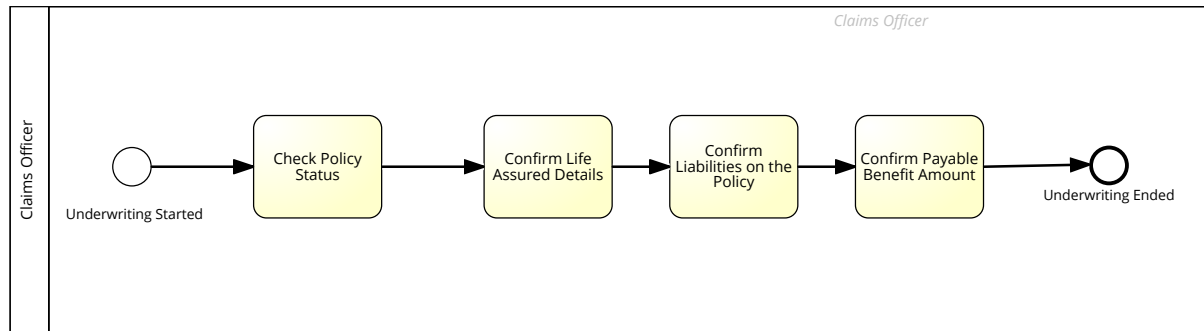 Claims Officer
Claims Officer
Check Policy
Status
Confirm Life
Assured Details
Confirm
Liabilities on the
Policy
Confirm Payable
Benefit Amount
Underwriting Started
Underwriting Ended